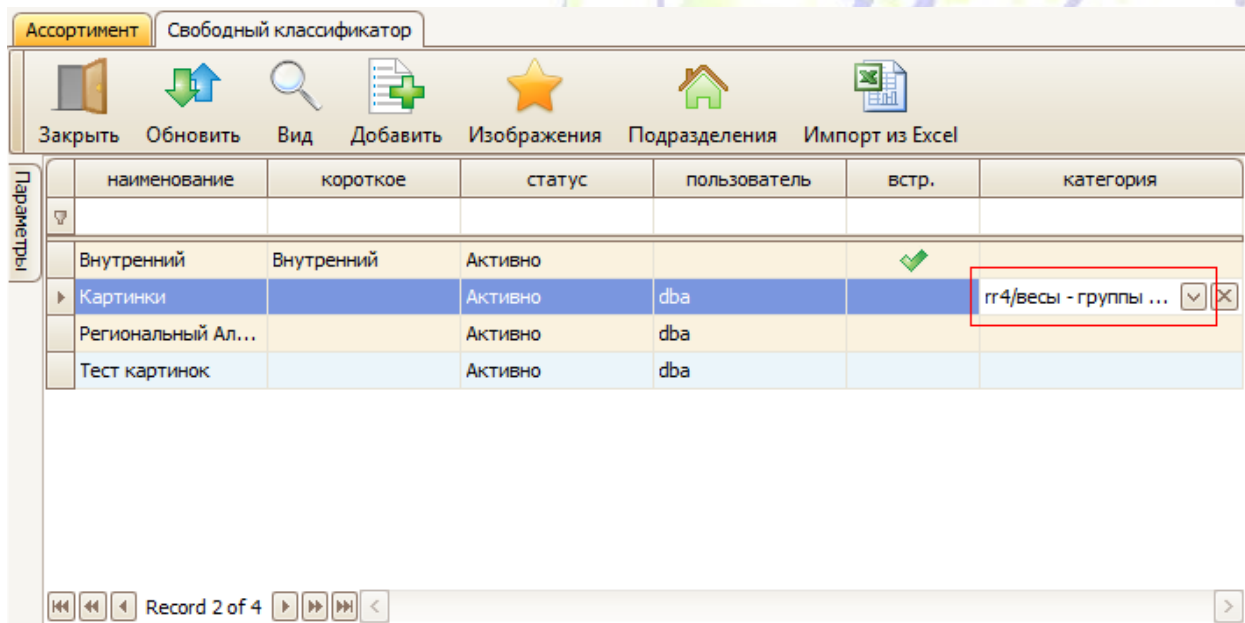 Ассортимент Свободный классификатор
Закрыть Обновить Вид Добавить Изображения Подразделения Импорт из Excel
Параметры
наименование короткое статус пользователь встр. категория
Внутренний Внутренний Активно
Картинки Активно dba rr4/весы - группы ...
Региональный Ал... Активно dba
Тест картинок Активно dba
Record 2 of 4